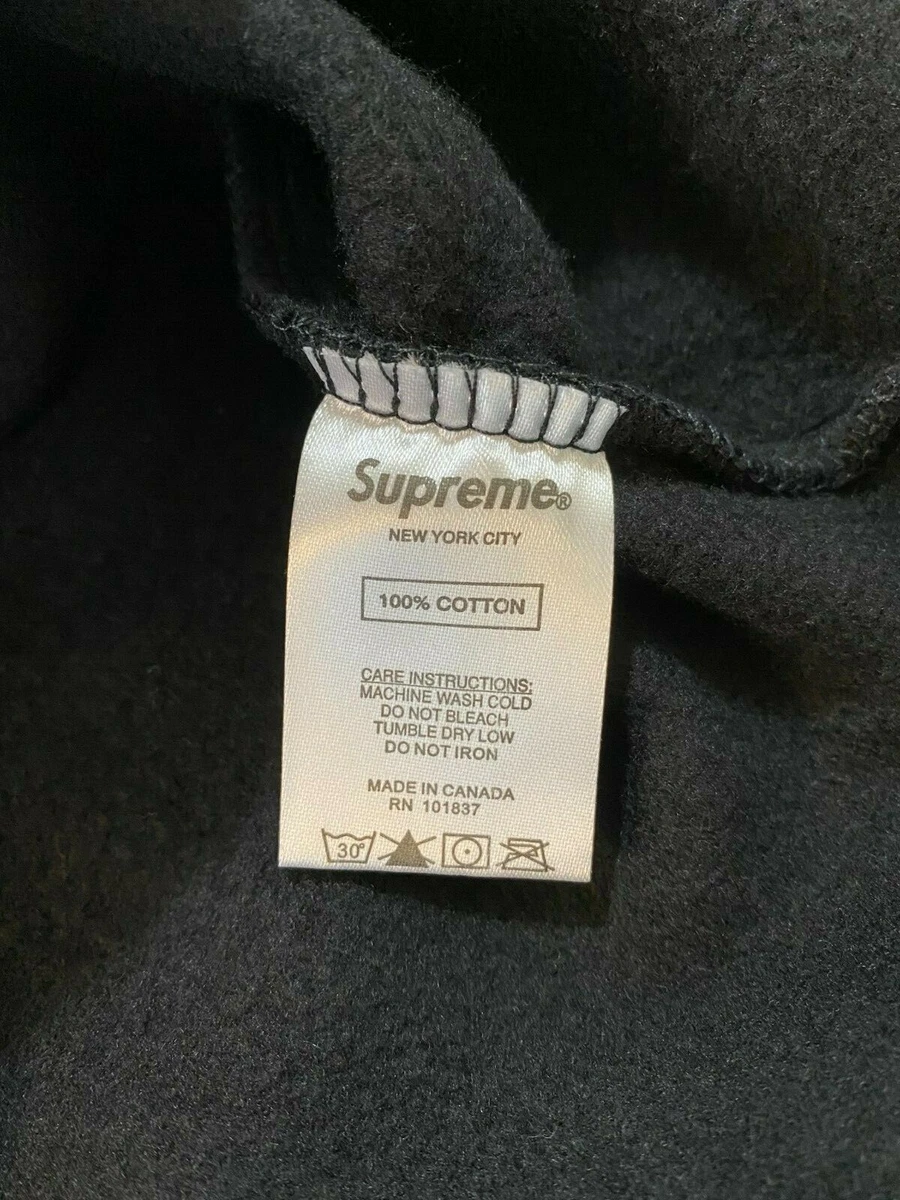 Supreme®
NEW YORK CITY
100% COTTON
CARE INSTRUCTIONS:
MACHINE WASH COLD
DO NOT BLEACH
TUMBLE DRY LOW
DO NOT IRON
MADE IN CANADA
RN 101837
30°